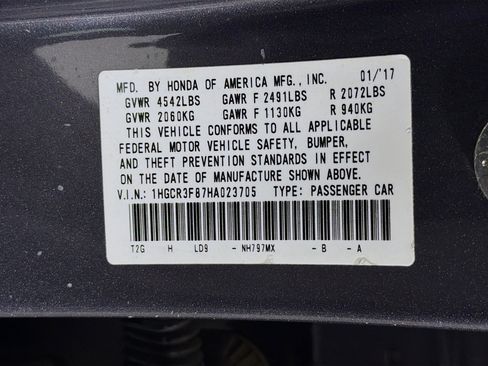 MFD. BY HONDA OF AMERICA MFG., INC. 01/'17
GVWR 4542LBS GAWR F 2491LBS R 2072LBS
GVWR 2060KG GAWR F 1130KG R 940KG
THIS VEHICLE CONFORMS TO ALL APPLICABLE
FEDERAL MOTOR VEHICLE SAFETY, BUMPER,
AND THEFT PREVENTION STANDARDS IN EFFECT
ON THE DATE OF MANUFACTURE SHOWN ABOVE.
V.I.N.: 1HGCR3F87HA023705 TYPE: PASSENGER CAR
T2G H LD9 - NH797MX - B - A